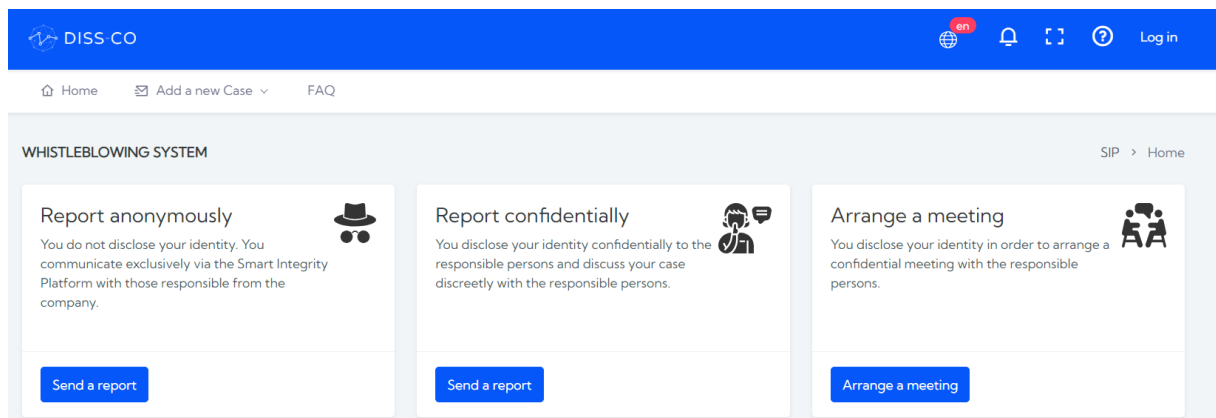 DISS-CO
en
Log in
Home
Add a new Case
FAQ
WHISTLEBLOWING SYSTEM
SIP > Home
Report anonymously
You do not disclose your identity. You
communicate exclusively via the Smart Integrity
Platform with those responsible from the
company.
Send a report
Report confidentially
You disclose your identity confidentially to the
responsible persons and discuss your case
discreetly with the responsible persons.
Send a report
Arrange a meeting
You disclose your identity in order to arrange a
confidential meeting with the responsible
persons.
Arrange a meeting